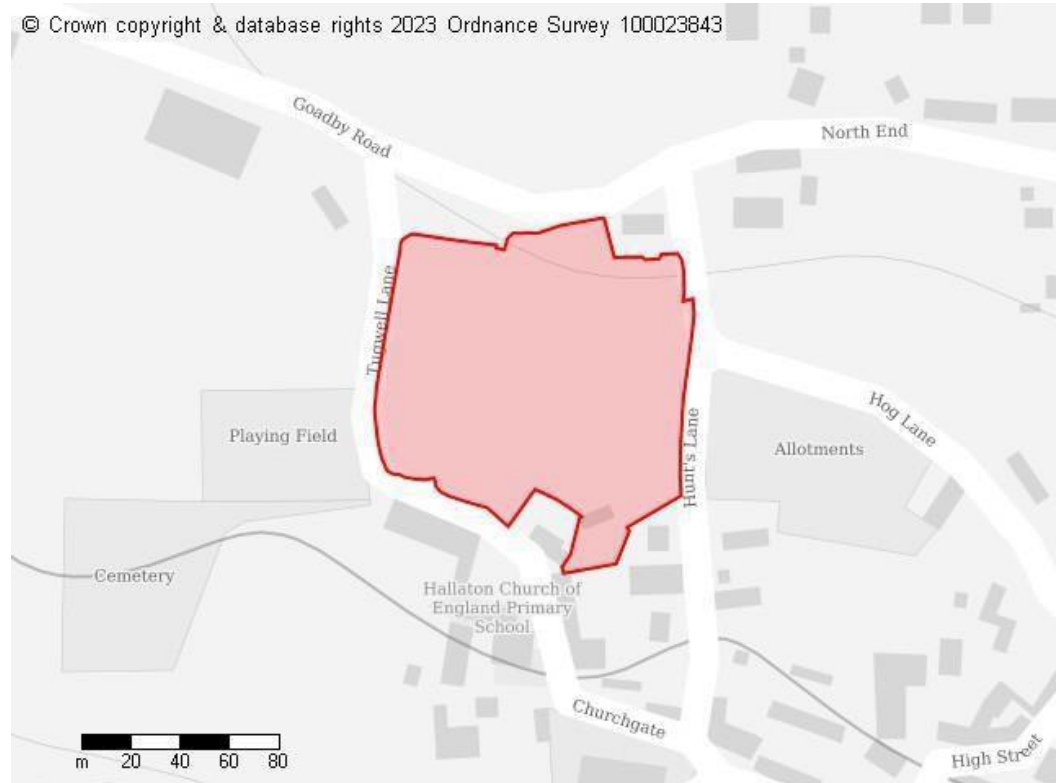 © Crown copyright & database rights 2023 Ordnance Survey 100023843
Goadby Road
North End
Tugwell Lane
Hog Lane
Playing Field
Hunt's Lane
Allotments
Cemetery
Hallaton Church of
England Primary
School
Churchgate
High Street
m 20 40 60 80